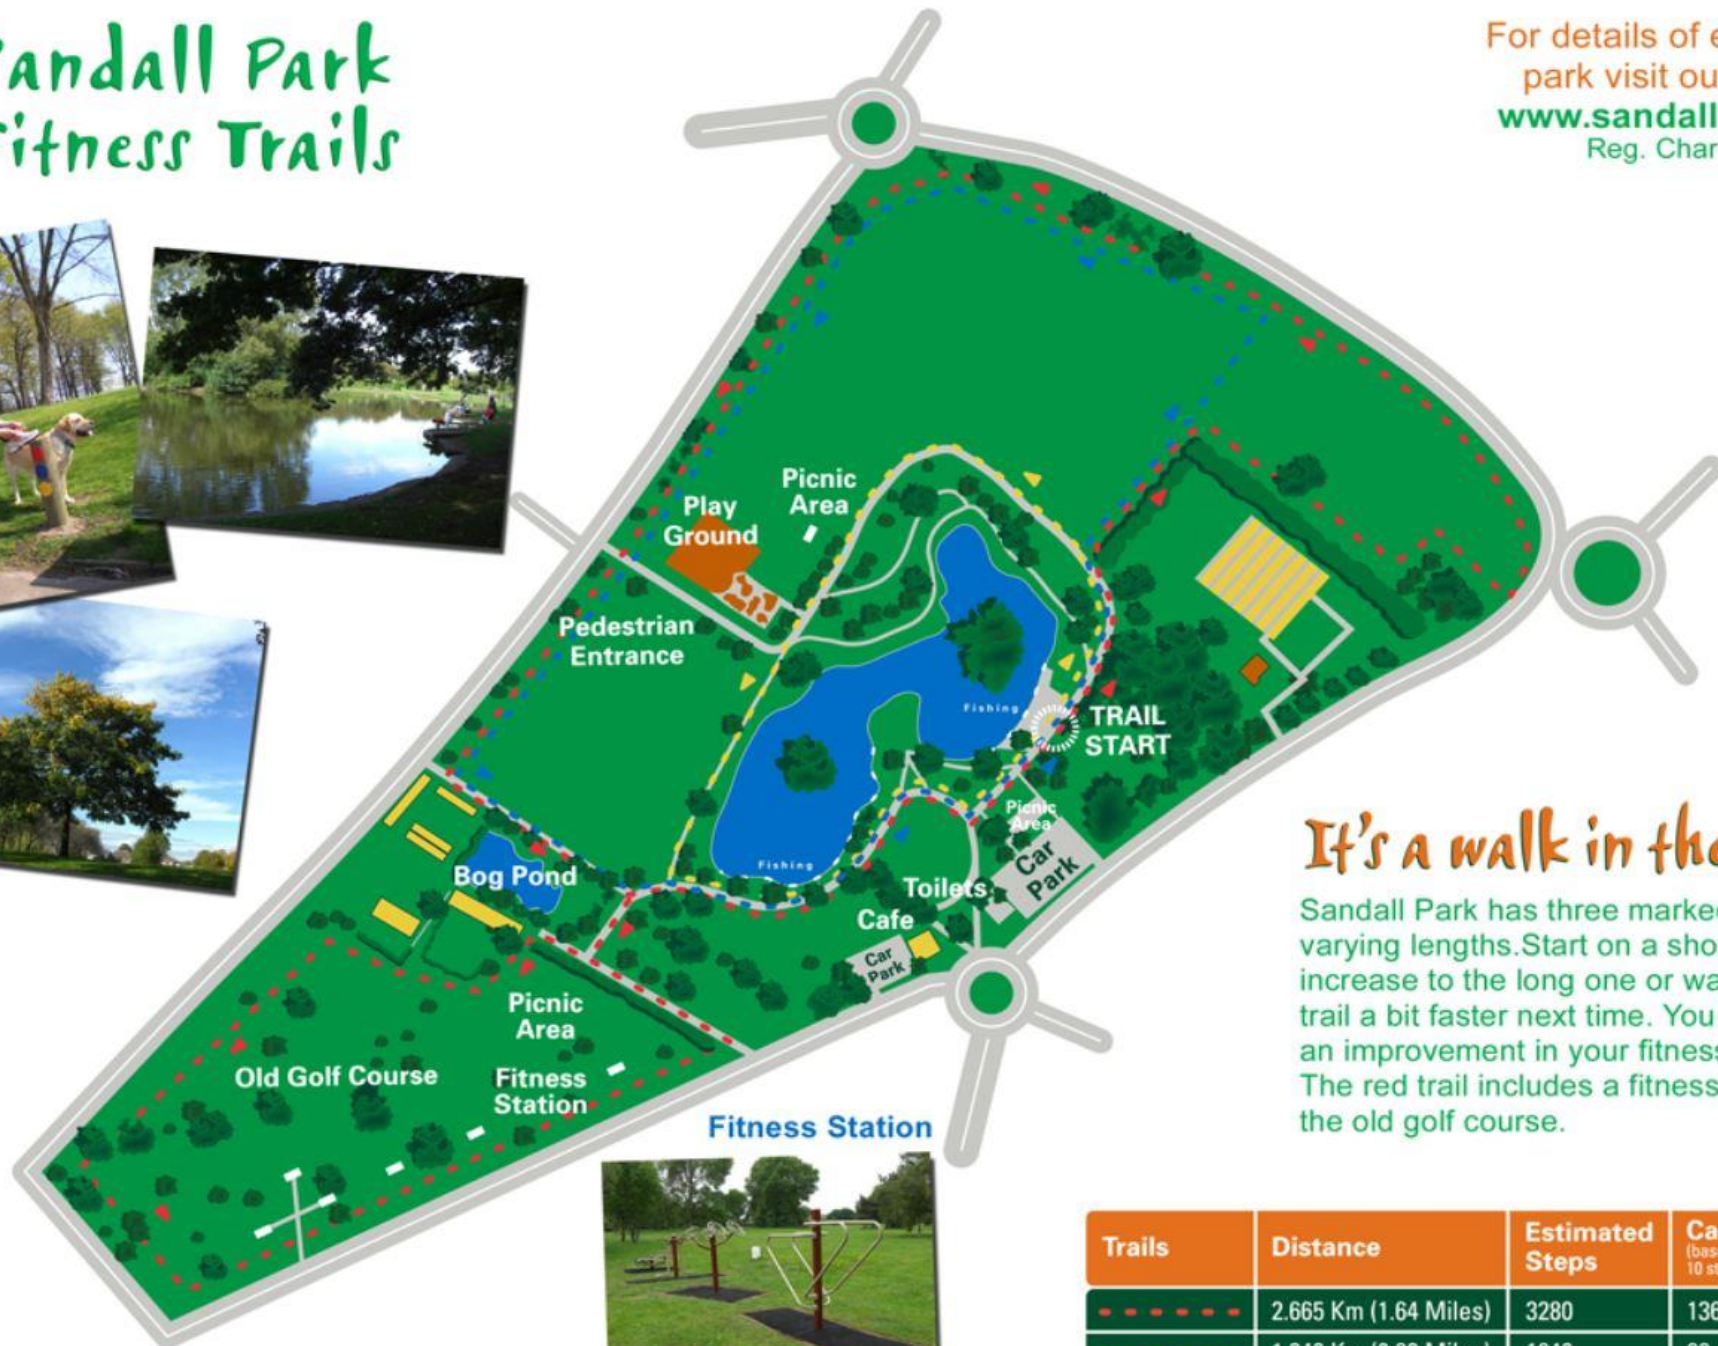 andall Park
itness Trails
For details of e
park visit ou
www.sandall
Reg. Char
Picnic
Area
Play
Ground
Pedestrian
Entrance
Fishing
TRAIL
START
Picnic
Area
Car
Park
Fishing
Bog Pond
Toilets
Cafe
Car
Park
Picnic
Area
Old Golf Course
Fitness
Station
Fitness Station
It's a walk in the
Sandall Park has three marke
varying lengths.Start on a sho
increase to the long one or wa
trail a bit faster next time. You
an improvement in your fitness
The red trail includes a fitness
the old golf course.
Trails Distance Estimated Steps Ca
(bas
10 st
2.665 Km (1.64 Miles) 3280 136